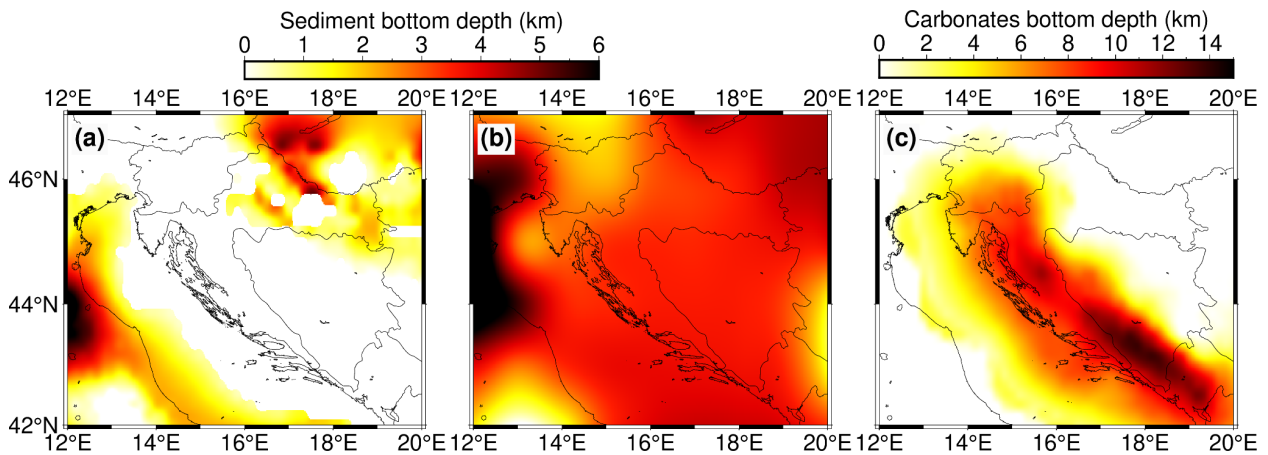 Sediment bottom depth (km)
0 1 2 3 4 5 6
Carbonates bottom depth (km)
0 2 4 6 8 10 12 14
12°E 14°E 16°E 18°E 20°E 12°E 14°E 16°E 18°E 20°E 12°E 14°E 16°E 18°E 20°E
(a) (b) (c)
46°N
44°N
42°N
12°E 14°E 16°E 18°E 20°E 12°E 14°E 16°E 18°E 20°E 12°E 14°E 16°E 18°E 20°E